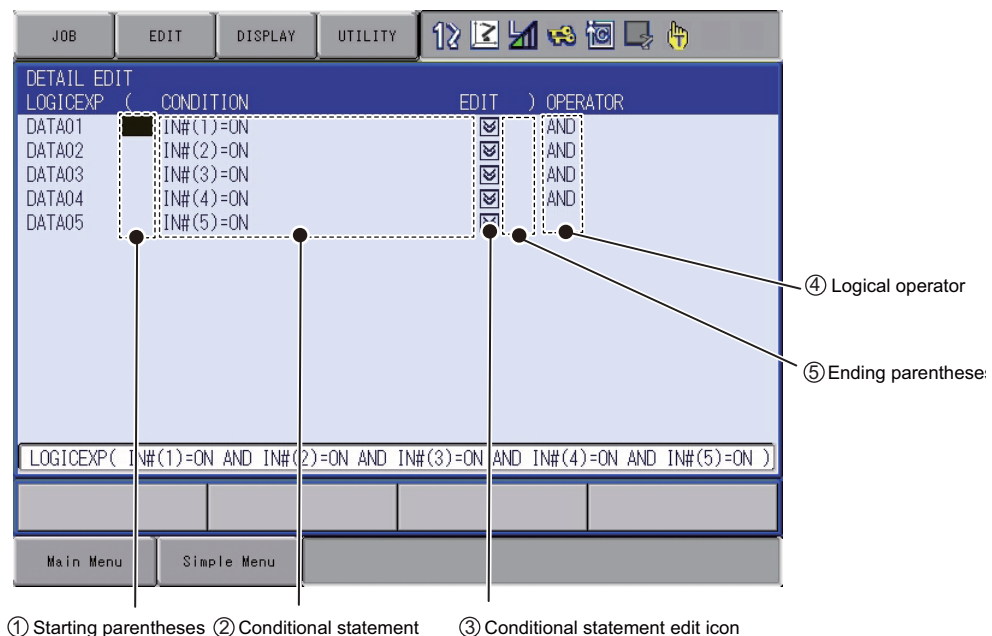 JOB EDIT DISPLAY UTILITY
DETAIL EDIT
LOGICEXP ( CONDITION EDIT ) OPERATOR
DATA01 IN#(1)=ON AND
DATA02 IN#(2)=ON AND
DATA03 IN#(3)=ON AND
DATA04 IN#(4)=ON AND
DATA05 IN#(5)=ON
④ Logical operator
⑤ Ending parentheses
LOGICEXP( IN#(1)=ON AND IN#(2)=ON AND IN#(3)=ON AND IN#(4)=ON AND IN#(5)=ON )
Main Menu Simple Menu
① Starting parentheses ② Conditional statement ③ Conditional statement edit icon